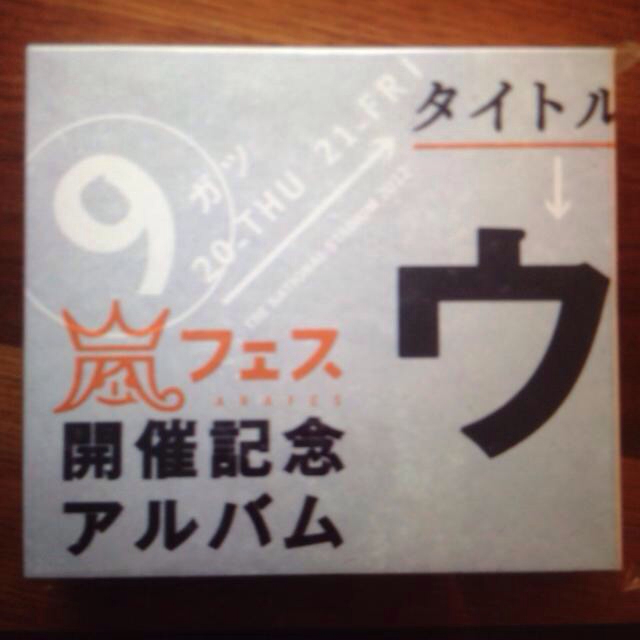 タイトル
↓
ウ
9
ガツ
20-THU 21-FRI
THE NATIONAL STADIUM 2012
嵐フェス
ARAFES
開催記念
アルバム